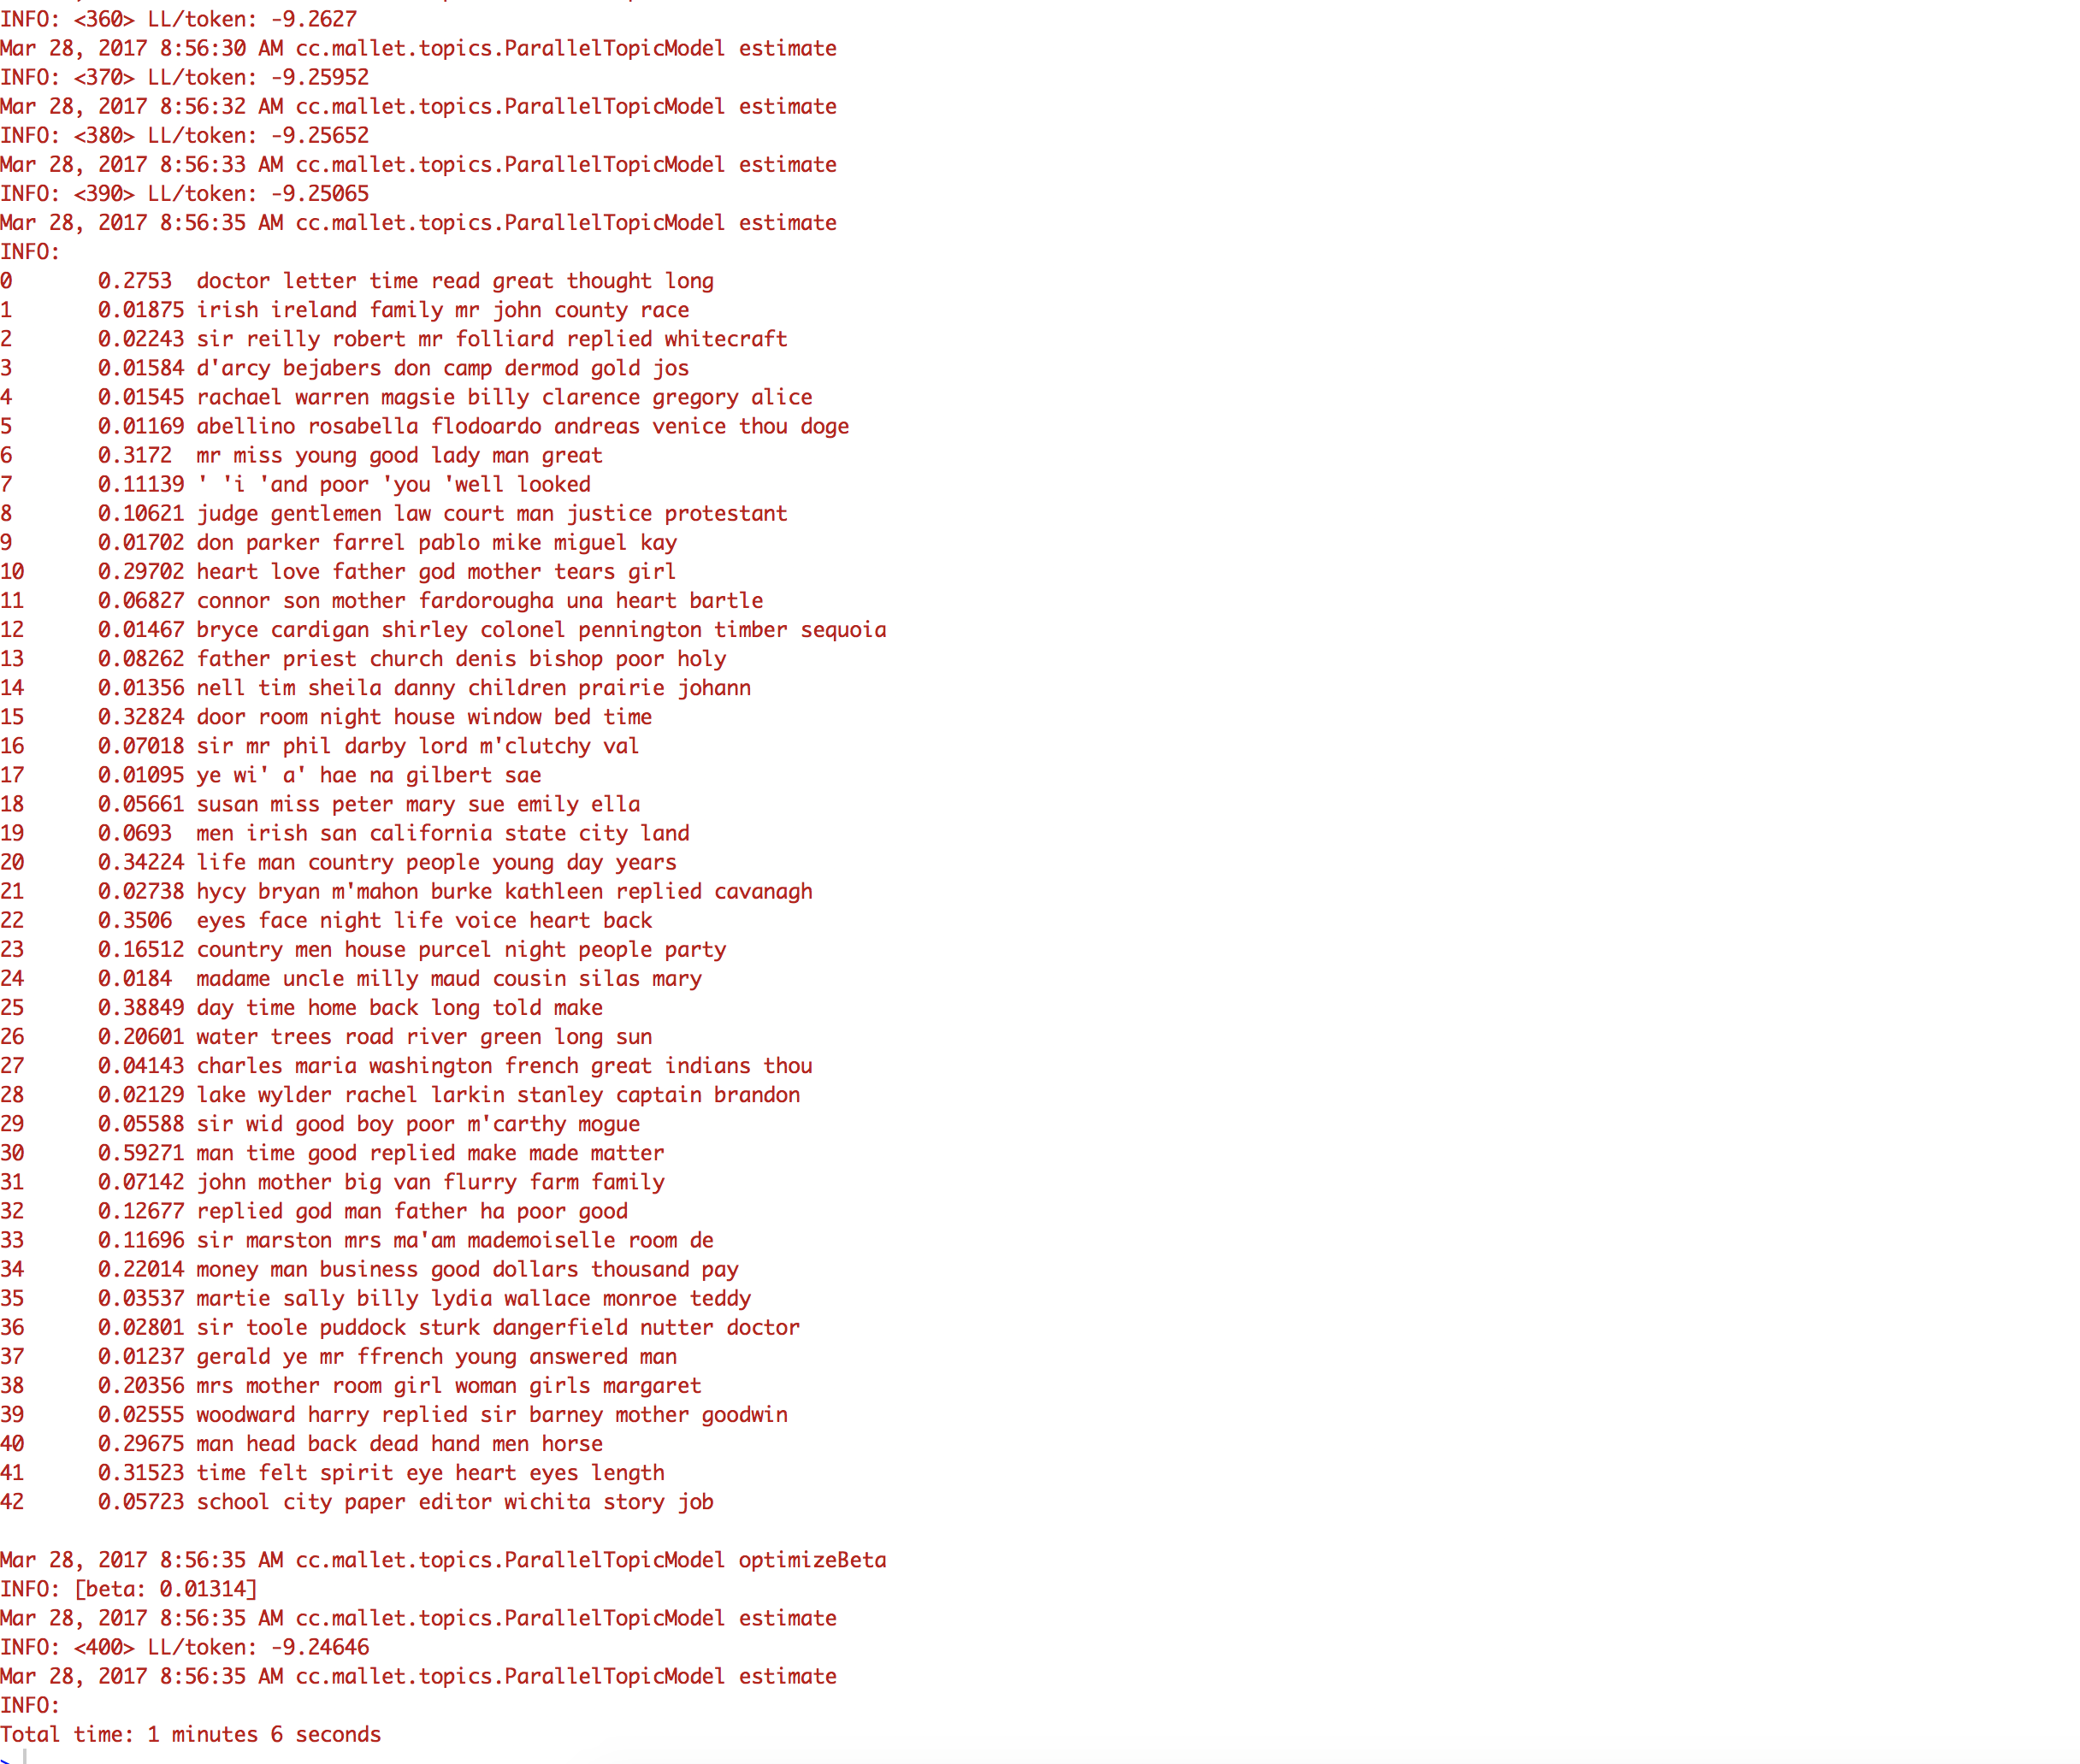 INFO: <360> LL/token: -9.2627
Mar 28, 2017 8:56:30 AM cc.mallet.topics.ParallelTopicModel estimate
INFO: <370> LL/token: -9.25952
Mar 28, 2017 8:56:32 AM cc.mallet.topics.ParallelTopicModel estimate
INFO: <380> LL/token: -9.25652
Mar 28, 2017 8:56:33 AM cc.mallet.topics.ParallelTopicModel estimate
INFO: <390> LL/token: -9.25065
Mar 28, 2017 8:56:35 AM cc.mallet.topics.ParallelTopicModel estimate
INFO:
0 0.2753 doctor letter time read great thought long
1 0.01875 irish ireland family mr john county race
2 0.02243 sir reilly robert mr folliard replied whitecraft
3 0.01584 d'arcy bejabers don camp dermod gold jos
4 0.01545 rachael warren magsie billy clarence gregory alice
5 0.01169 abellino rosabella flodoardo andreas venice thou doge
6 0.3172 mr miss young good lady man great
7 0.11139 ' 'i 'and poor 'you 'well looked
8 0.10621 judge gentlemen law court man justice protestant
9 0.01702 don parker farrel pablo mike miguel kay
10 0.29702 heart love father god mother tears girl
11 0.06827 connor son mother fardorougha una heart bartle
12 0.01467 bryce cardigan shirley colonel pennington timber sequoia
13 0.08262 father priest church denis bishop poor holy
14 0.01356 nell tim sheila danny children prairie johann
15 0.32824 door room night house window bed time
16 0.07018 sir mr phil darby lord m'clutchy val
17 0.01095 ye wi' a' hae na gilbert sae
18 0.05661 susan miss peter mary sue emily ella
19 0.0693 men irish san california state city land
20 0.34224 life man country people young day years
21 0.02738 hycy bryan m'mahon burke kathleen replied cavanagh
22 0.3506 eyes face night life voice heart back
23 0.16512 country men house purcel night people party
24 0.0184 madame uncle milly maud cousin silas mary
25 0.38849 day time home back long told make
26 0.20601 water trees road river green long sun
27 0.04143 charles maria washington french great indians thou
28 0.02129 lake wylder rachel larkin stanley captain brandon
29 0.05588 sir wid good boy poor m'carthy mogue
30 0.59271 man time good replied make made matter
31 0.07142 john mother big van flurry farm family
32 0.12677 replied god man father ha poor good
33 0.11696 sir marston mrs ma'am mademoiselle room de
34 0.22014 money man business good dollars thousand pay
35 0.03537 martie sally billy lydia wallace monroe teddy
36 0.02801 sir toole puddock sturk dangerfield nutter doctor
37 0.01237 gerald ye mr ffrench young answered man
38 0.20356 mrs mother room girl woman girls margaret
39 0.02555 woodward harry replied sir barney mother goodwin
40 0.29675 man head back dead hand men horse
41 0.31523 time felt spirit eye heart eyes length
42 0.05723 school city paper editor wichita story job
Mar 28, 2017 8:56:35 AM cc.mallet.topics.ParallelTopicModel optimizeBeta
INFO: [beta: 0.01314]
Mar 28, 2017 8:56:35 AM cc.mallet.topics.ParallelTopicModel estimate
INFO: <400> LL/token: -9.24646
Mar 28, 2017 8:56:35 AM cc.mallet.topics.ParallelTopicModel estimate
INFO:
Total time: 1 minutes 6 seconds